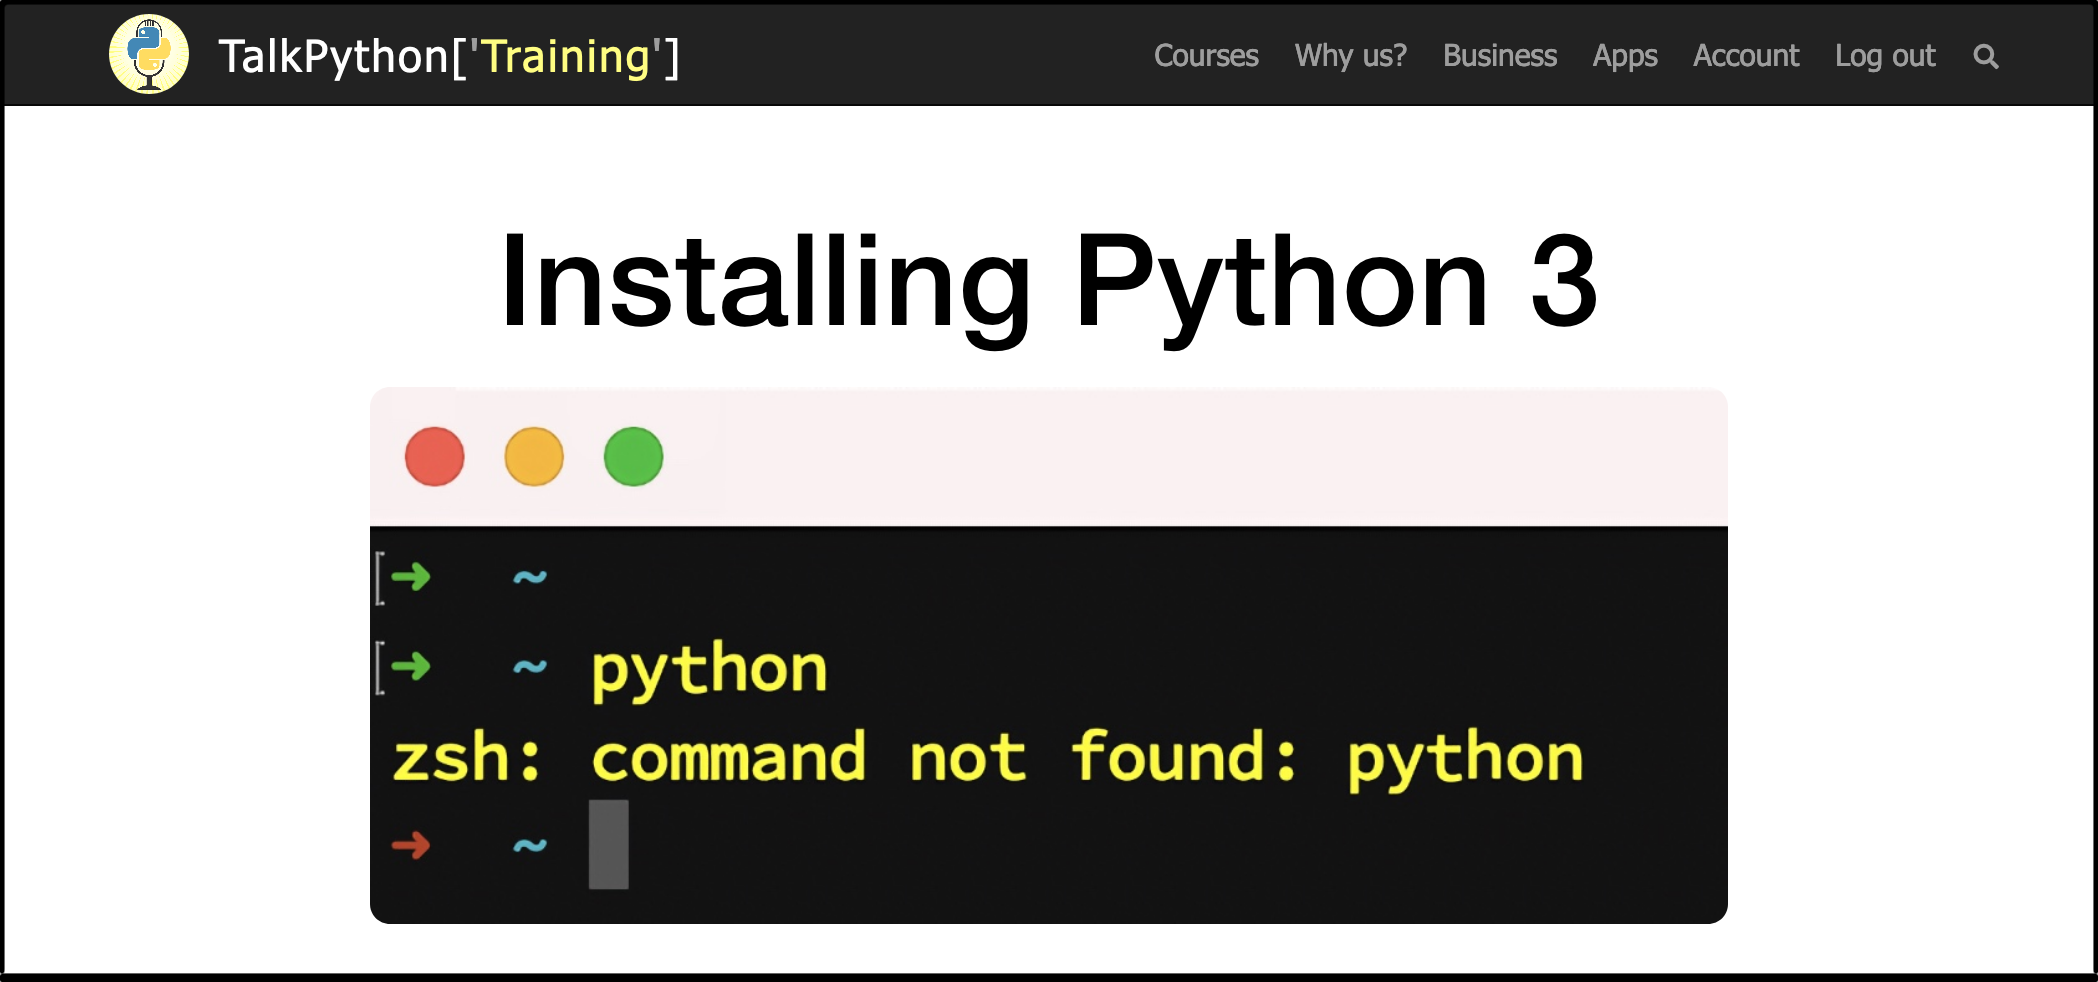 TalkPython['Training']
Courses Why us? Business Apps Account Log out
Installing Python 3
[➜ ~
[➜ ~ python
zsh: command not found: python
➜ ~